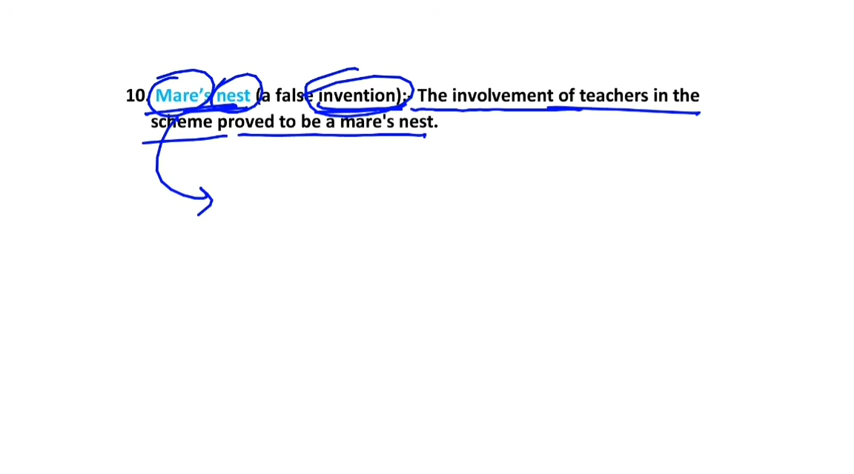 10. Mare's nest (a false invention); The involvement of teachers in the
scheme proved to be a mare's nest.